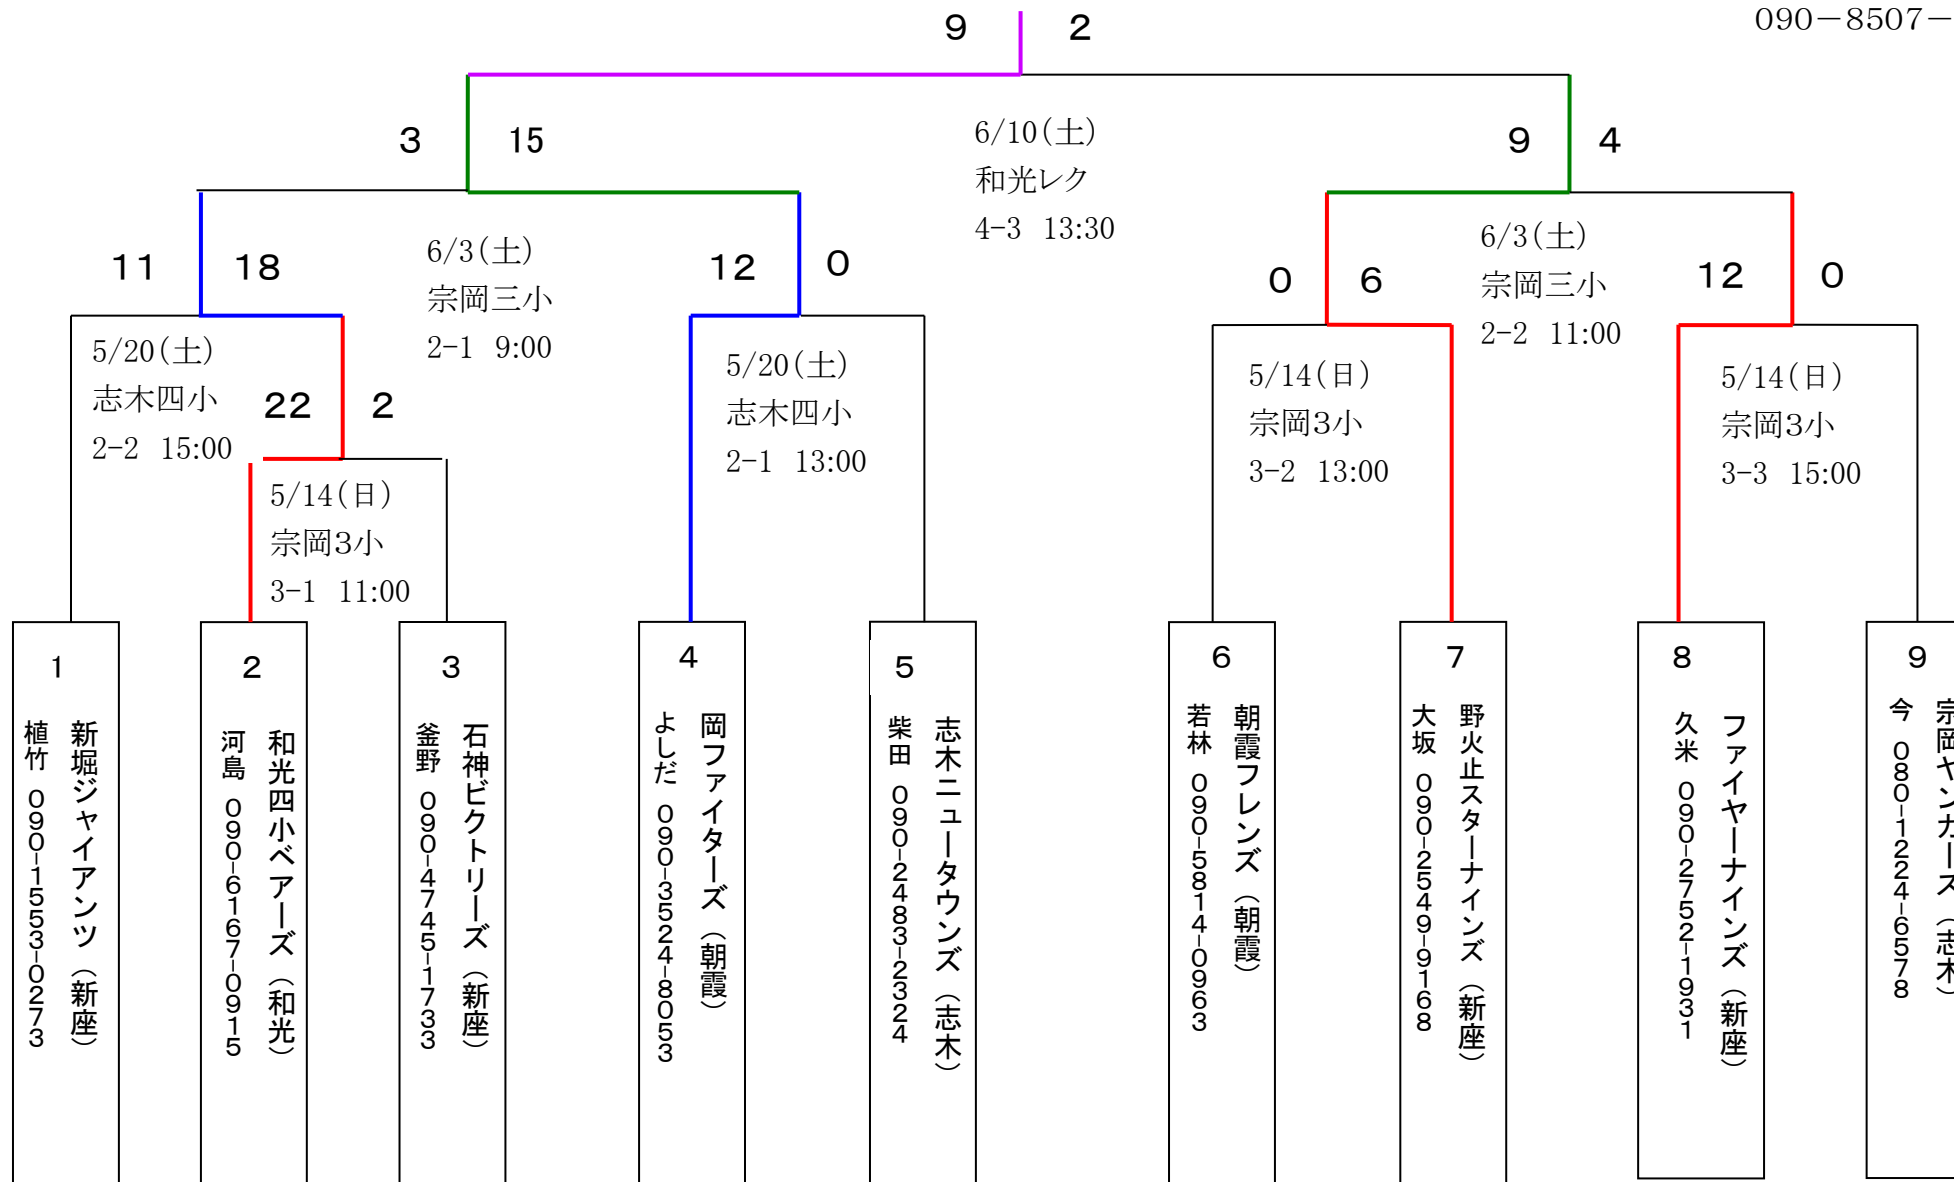 090−8507−
9 2
3 15
6/10(土)
和光レク
4-3 13:30
9 4
11 18
6/3(土)
宗岡三小
2-1 9:00
12 0
0 6
6/3(土)
宗岡三小
2-2 11:00
12 0
5/20(土)
志木四小
2-2 15:00
22 2
5/14(日)
宗岡3小
3-1 11:00
5/20(土)
志木四小
2-1 13:00
5/14(日)
宗岡3小
3-2 13:00
5/14(日)
宗岡3小
3-3 15:00
1
新堀ジャイアンツ(新座)
植竹 090-1553-0273
2
和光四小ベアーズ(和光)
河島 090-6167-0915
3
石神ビクトリーズ(新座)
釜野 090-4745-1733
4
岡ファイターズ(朝霞)
よしだ 090-3524-8053
5
志木ニュータウンズ(志木)
柴田 090-2483-2324
6
朝霞フレンズ(朝霞)
若林 090-5814-0963
7
野火止スターナインズ(新座)
大坂 090-2549-9168
8
ファイヤーナインズ(新座)
久米 090-2752-1931
9
宗岡ヤンガース(志木)
今 080-1224-6578